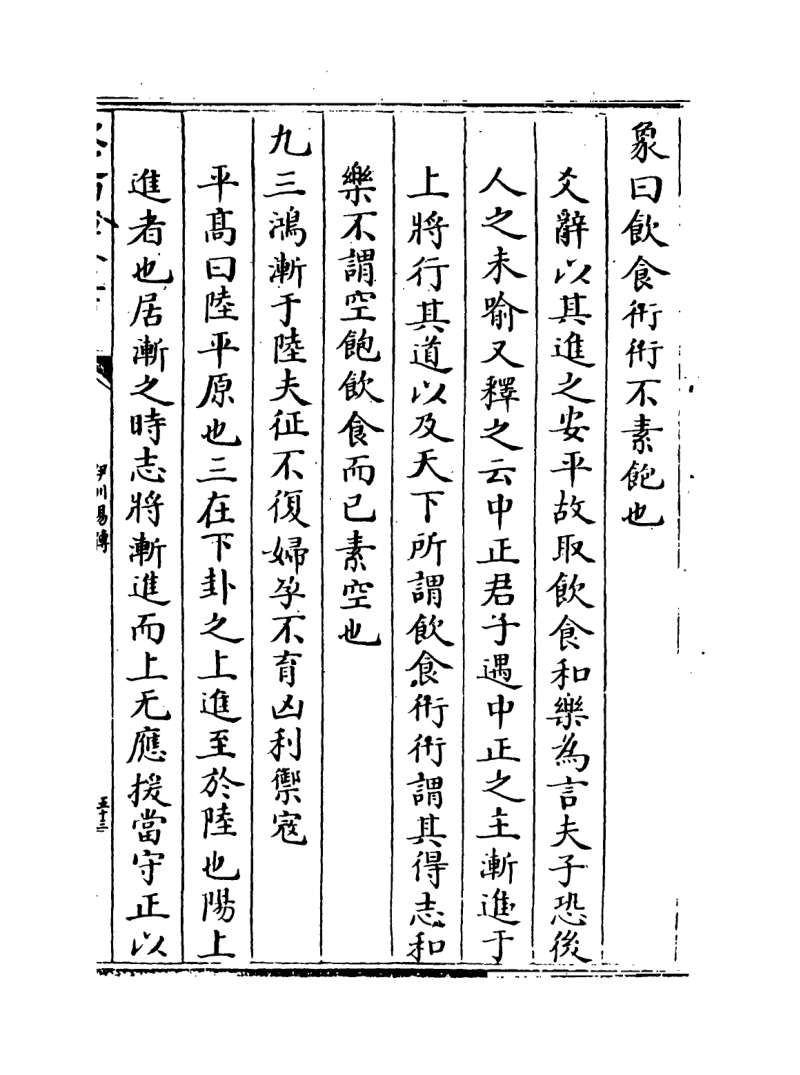 象曰飲食衎衎不素飽也
爻辭以其進之安平故取飲食和樂為言夫子恐後
人之未喻又釋之云中正君子遇中正之主漸進于
上將行其道以及天下所謂飲食衎衎謂其得志和
樂不謂空飽飲食而已素空也
九三鴻漸于陸夫征不復婦孕不育凶利禦寇
平髙曰陸平原也三在下卦之上進至於陸也陽上
進者也居漸之時志將漸進而上无應援當守正以
伊川易傳
五十三